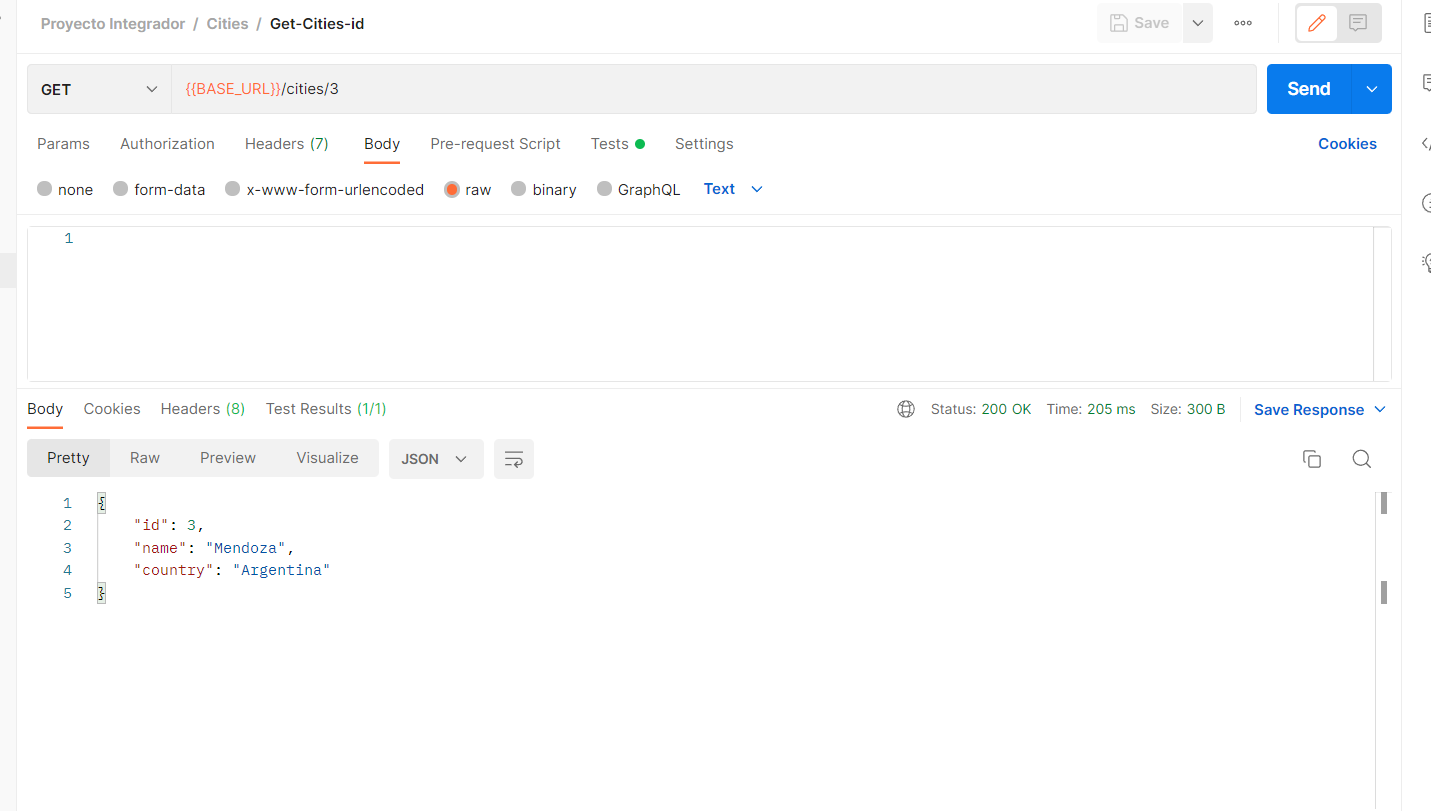 Proyecto Integrador / Cities / Get-Cities-id
Save
GET
{{BASE_URL}}/cities/3
Send
Params Authorization Headers (7) Body Pre-request Script Tests Settings Cookies
none form-data x-www-form-urlencoded raw binary GraphQL Text
1
Body Cookies Headers (8) Test Results (1/1) Status: 200 OK Time: 205 ms Size: 300 B Save Response
Pretty Raw Preview Visualize JSON
1 {
2 "id": 3,
3 "name": "Mendoza",
4 "country": "Argentina"
5 }